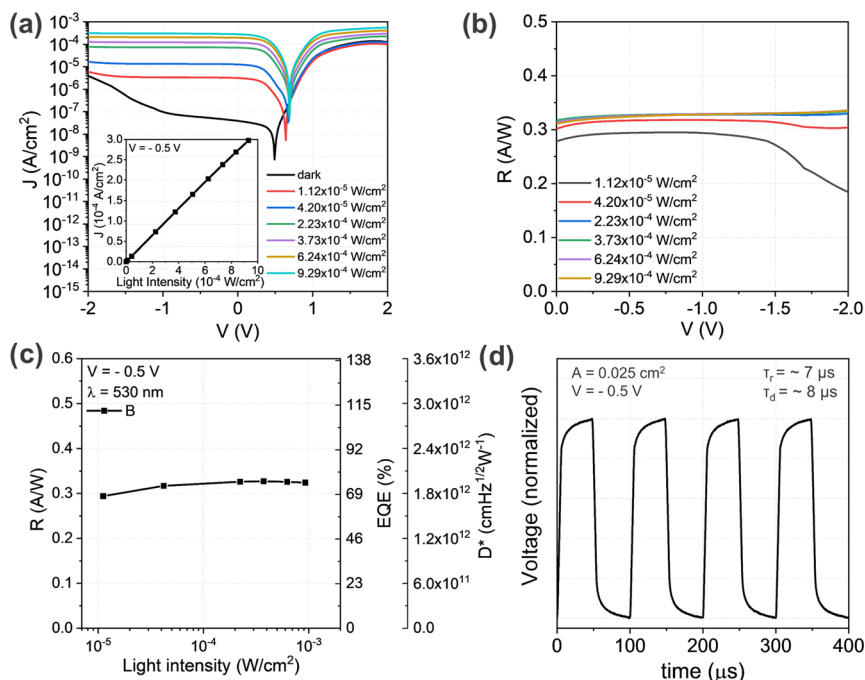 (a)
10⁻³
10⁻⁴
10⁻⁵
10⁻⁶
10⁻⁷
10⁻⁸
10⁻⁹
10⁻¹⁰
10⁻¹¹
10⁻¹²
10⁻¹³
10⁻¹⁴
10⁻¹⁵
J (A/cm²)
-2 -1 0 1 2
V (V)
V = - 0.5 V
3.0
2.5
2.0
1.5
1.0
0.5
0.0
J (10⁻⁴ A/cm²)
0 2 4 6 8 10
Light Intensity (10⁻⁴ W/cm²)
dark
1.12x10⁻⁵ W/cm²
4.20x10⁻⁵ W/cm²
2.23x10⁻⁴ W/cm²
3.73x10⁻⁴ W/cm²
6.24x10⁻⁴ W/cm²
9.29x10⁻⁴ W/cm²
(b)
0.5
0.4
0.3
0.2
0.1
0.0
R (A/W)
1.12x10⁻⁵ W/cm²
4.20x10⁻⁵ W/cm²
2.23x10⁻⁴ W/cm²
3.73x10⁻⁴ W/cm²
6.24x10⁻⁴ W/cm²
9.29x10⁻⁴ W/cm²
0.0 -0.5 -1.0 -1.5 -2.0
V (V)
(c)
V = - 0.5 V
λ = 530 nm
B
0.6
0.5
0.4
0.3
0.2
0.1
0.0
R (A/W)
10⁻⁵ 10⁻⁴ 10⁻³
Light intensity (W/cm²)
138
115
92
69
46
23
0
EQE (%)
3.6x10¹²
3.0x10¹²
2.4x10¹²
1.8x10¹²
1.2x10¹²
6.0x10¹¹
0.0
D* (cmHz¹ᐟ²W⁻¹)
(d)
A = 0.025 cm²
V = - 0.5 V
τᵣ = ~ 7 μs
τ_d = ~ 8 μs
Voltage (normalized)
0 100 200 300 400
time (μs)